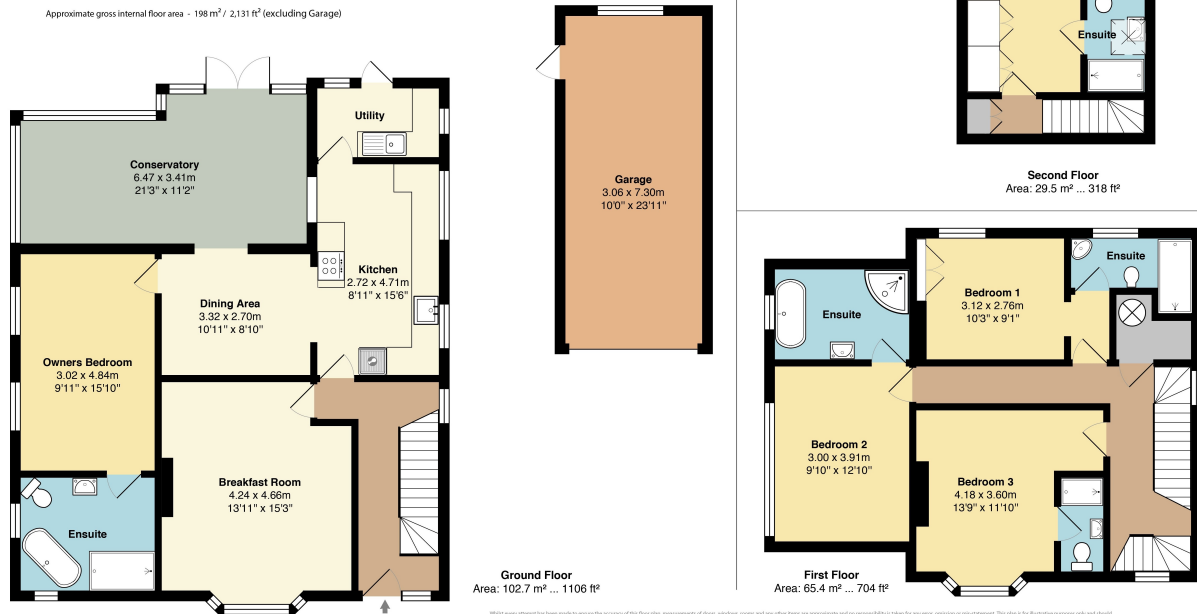 Approximate gross internal floor area - 198 m² / 2,131 ft² (excluding Garage)
Utility
Conservatory
6.47 x 3.41m
21'3" x 11'2"
Kitchen
2.72 x 4.71m
8'11" x 15'6"
Dining Area
3.32 x 2.70m
10'11" x 8'10"
Owners Bedroom
3.02 x 4.84m
9'11" x 15'10"
Breakfast Room
4.24 x 4.66m
13'11" x 15'3"
Ensuite
Ground Floor
Area: 102.7 m² ... 1106 ft²
Garage
3.06 x 7.30m
10'0" x 23'11"
Ensuite
Second Floor
Area: 29.5 m² ... 318 ft²
Ensuite
Bedroom 1
3.12 x 2.76m
10'3" x 9'1"
Ensuite
Bedroom 2
3.00 x 3.91m
9'10" x 12'10"
Bedroom 3
4.18 x 3.60m
13'9" x 11'10"
First Floor
Area: 65.4 m² ... 704 ft²